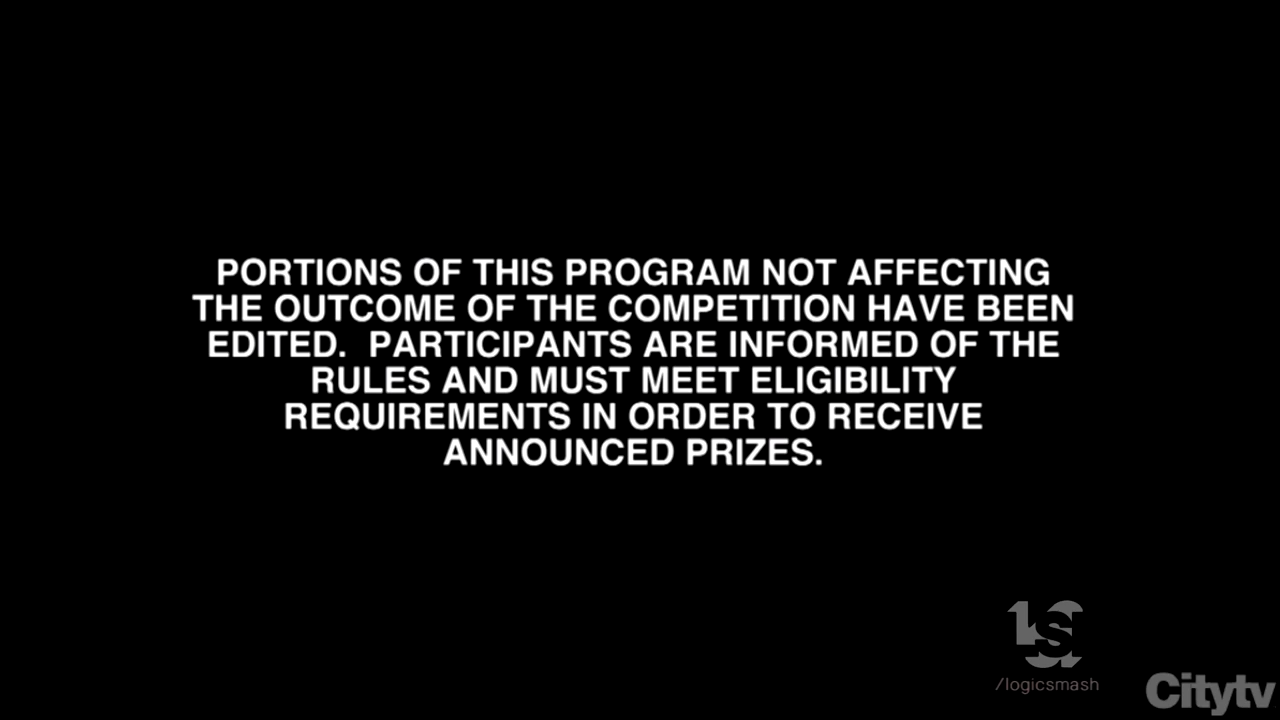 PORTIONS OF THIS PROGRAM NOT AFFECTING
THE OUTCOME OF THE COMPETITION HAVE BEEN
EDITED.  PARTICIPANTS ARE INFORMED OF THE
RULES AND MUST MEET ELIGIBILITY
REQUIREMENTS IN ORDER TO RECEIVE
ANNOUNCED PRIZES.
LS
/logicsmash
Citytv